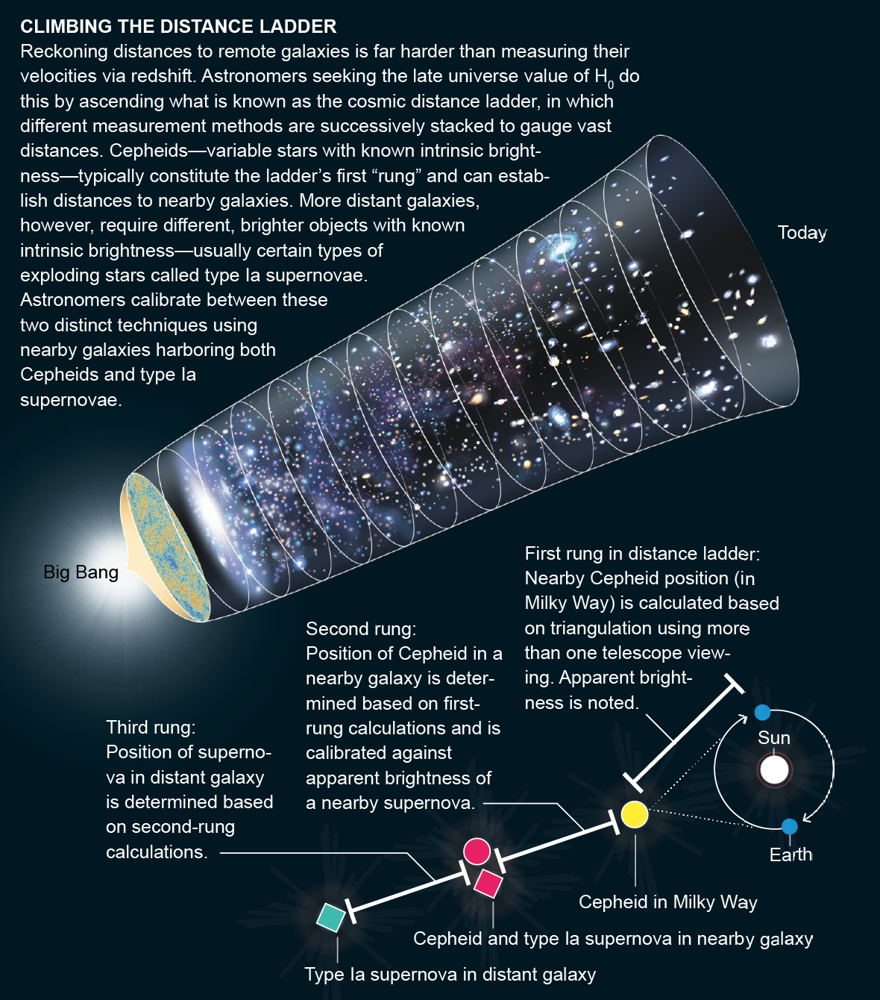 CLIMBING THE DISTANCE LADDER
Reckoning distances to remote galaxies is far harder than measuring their
velocities via redshift. Astronomers seeking the late universe value of H0 do
this by ascending what is known as the cosmic distance ladder, in which
different measurement methods are successively stacked to gauge vast
distances. Cepheids—variable stars with known intrinsic bright-
ness—typically constitute the ladder’s first “rung” and can estab-
lish distances to nearby galaxies. More distant galaxies,
however, require different, brighter objects with known
intrinsic brightness—usually certain types of
exploding stars called type Ia supernovae.
Astronomers calibrate between these
two distinct techniques using
nearby galaxies harboring both
Cepheids and type Ia
supernovae.
Today
Big Bang
First rung in distance ladder:
Nearby Cepheid position (in
Milky Way) is calculated based
on triangulation using more
than one telescope view-
ing. Apparent bright-
ness is noted.
Second rung:
Position of Cepheid in a
nearby galaxy is deter-
mined based on first-
rung calculations and is
calibrated against
apparent brightness of
a nearby supernova.
Third rung:
Position of superno-
va in distant galaxy
is determined based
on second-rung
calculations.
Sun
Earth
Cepheid in Milky Way
Cepheid and type Ia supernova in nearby galaxy
Type Ia supernova in distant galaxy